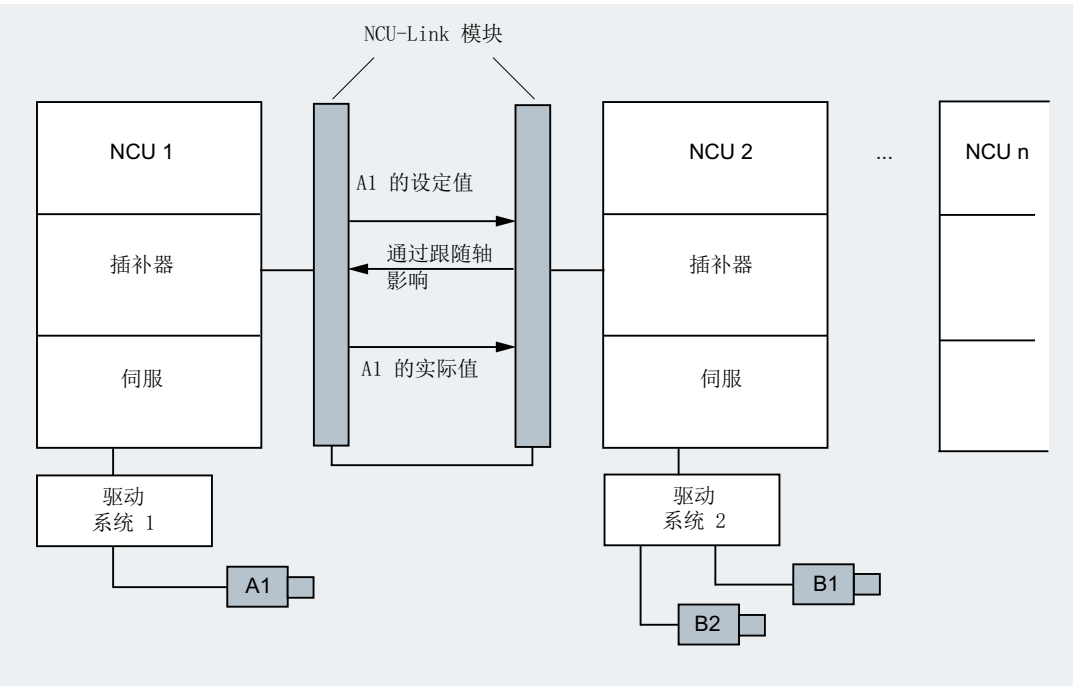 NCU-Link 模块
NCU 1
NCU 2
...
NCU n
A1 的设定值
插补器
通过跟随轴
影响
插补器
A1 的实际值
伺服
伺服
驱动
系统 1
驱动
系统 2
A1
B1
B2